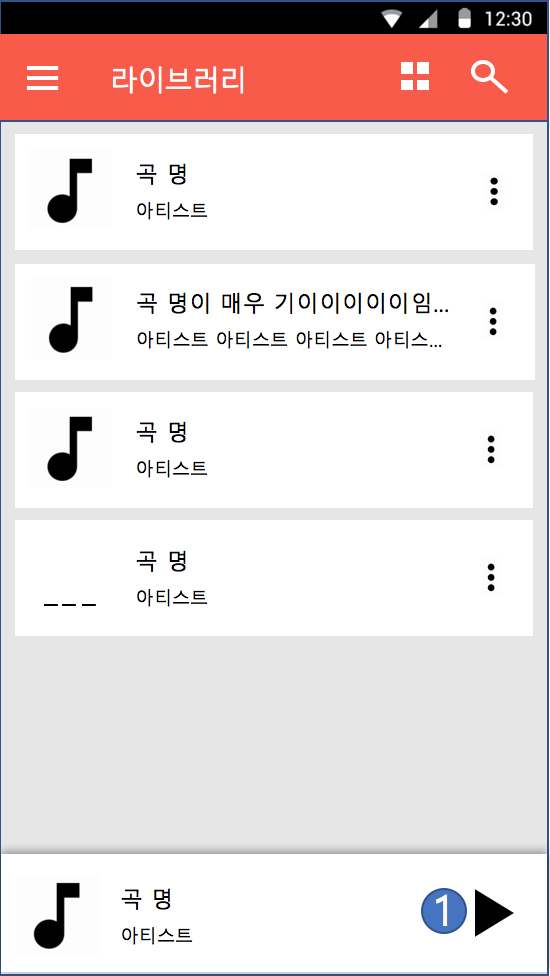 12:30
라이브러리
곡 명
아티스트
곡 명이 매우 기이이이이이임...
아티스트 아티스트 아티스트 아티스...
곡 명
아티스트
곡 명
아티스트
___
곡 명
아티스트
1